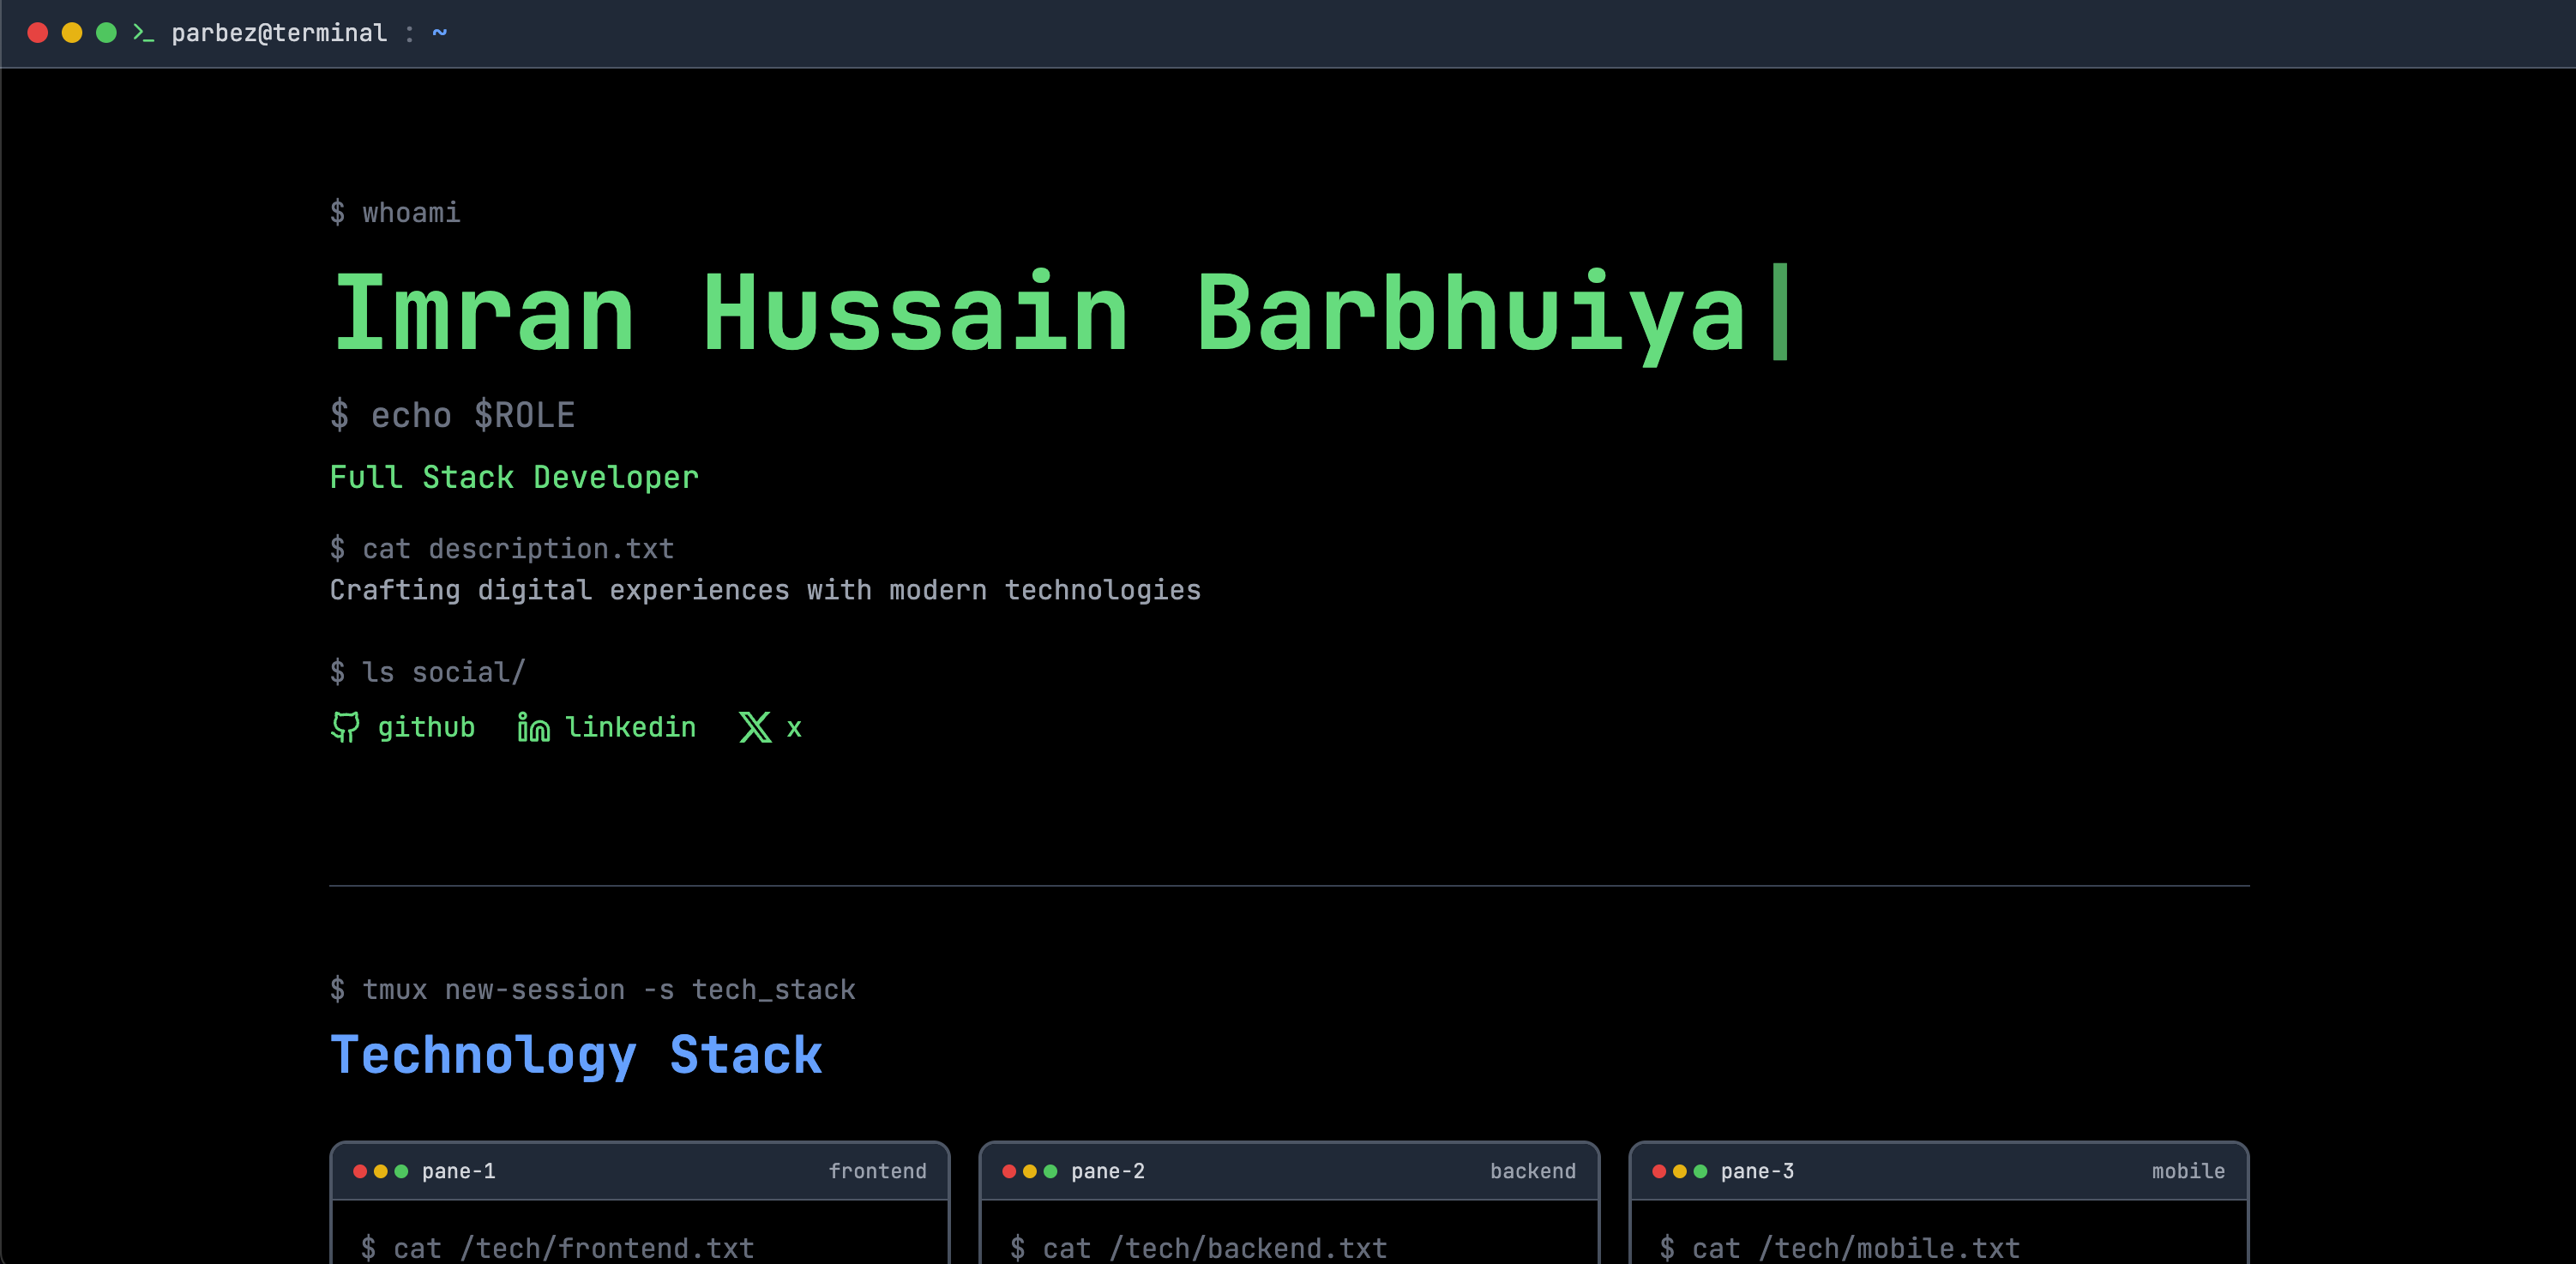 >_ parbez@terminal : ~
$ whoami
Imran Hussain Barbhuiya
$ echo $ROLE
Full Stack Developer
$ cat description.txt
Crafting digital experiences with modern technologies
$ ls social/
github linkedin x
$ tmux new-session -s tech_stack
Technology Stack
pane-1 frontend
$ cat /tech/frontend.txt
pane-2 backend
$ cat /tech/backend.txt
pane-3 mobile
$ cat /tech/mobile.txt